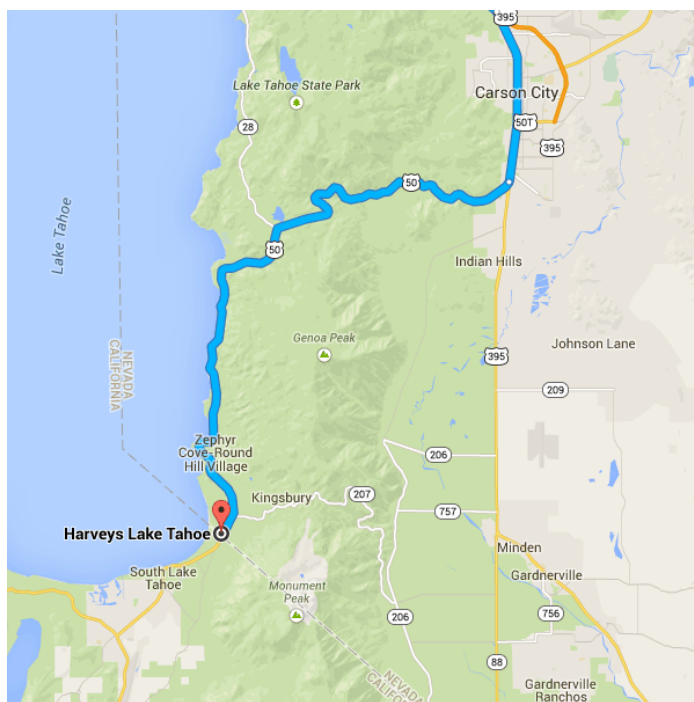 395
Carson City
Lake Tahoe State Park
50T
28
395
50
Lake Tahoe
50
Indian Hills
Genoa Peak
Johnson Lane
395
NEVADA
CALIFORNIA
209
Zephyr
Cove-Round
Hill Village
206
Kingsbury
207
757
Harveys Lake Tahoe
Minden
South Lake
Tahoe
Gardnerville
Monument
Peak
206
756
88
NEVADA
CALIFORN
Gardnerville
Ranchos